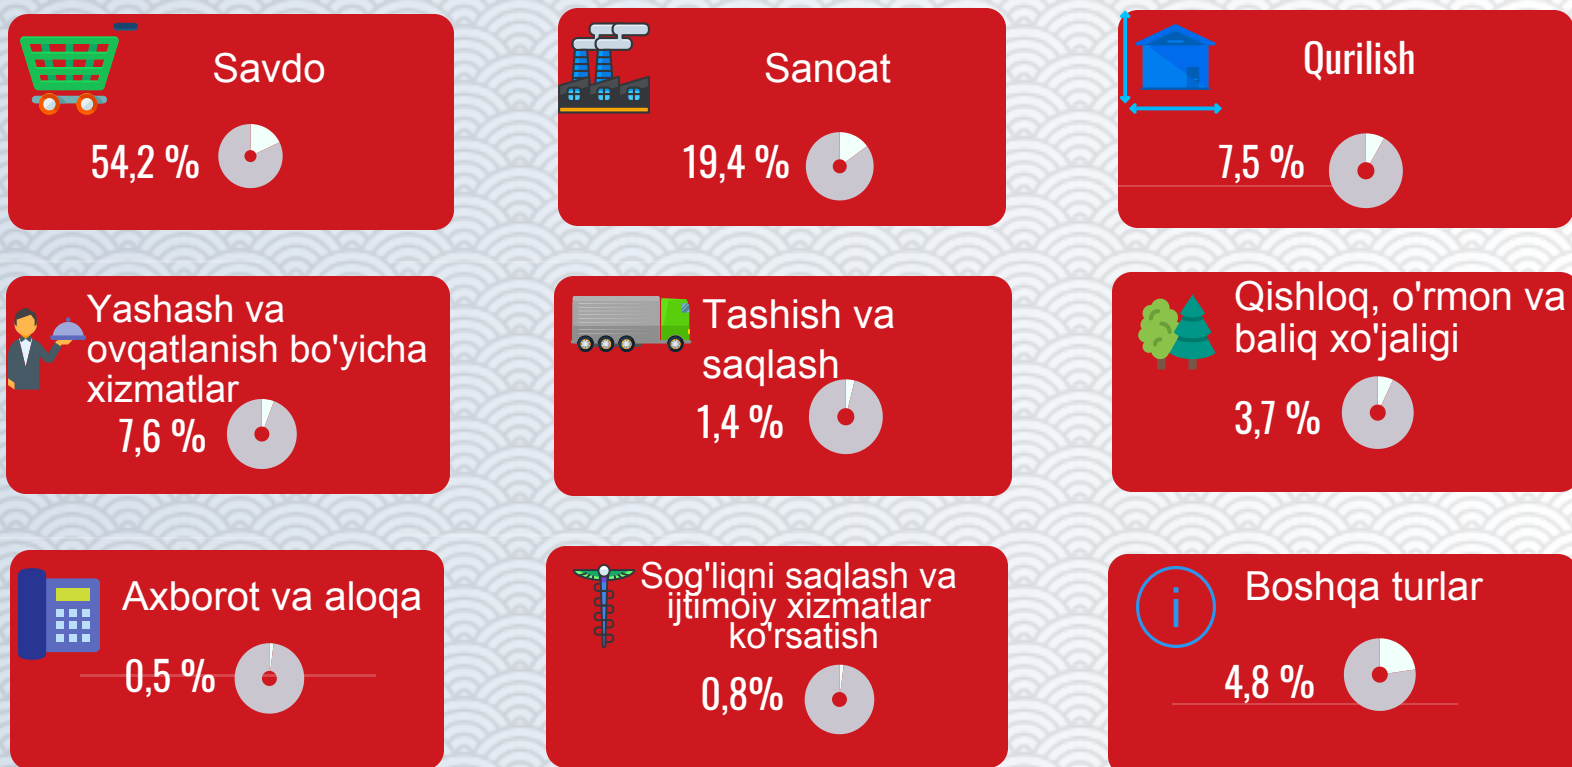 Savdo
54,2 %
Sanoat
19,4 %
Qurilish
7,5 %
Yashash va
ovqatlanish bo'yicha
xizmatlar
7,6 %
Tashish va
saqlash
1,4 %
Qishloq, o'rmon va
baliq xo'jaligi
3,7 %
Axborot va aloqa
0,5 %
Sog'liqni saqlash va
ijtimoiy xizmatlar
ko'rsatish
0,8%
i
Boshqa turlar
4,8 %